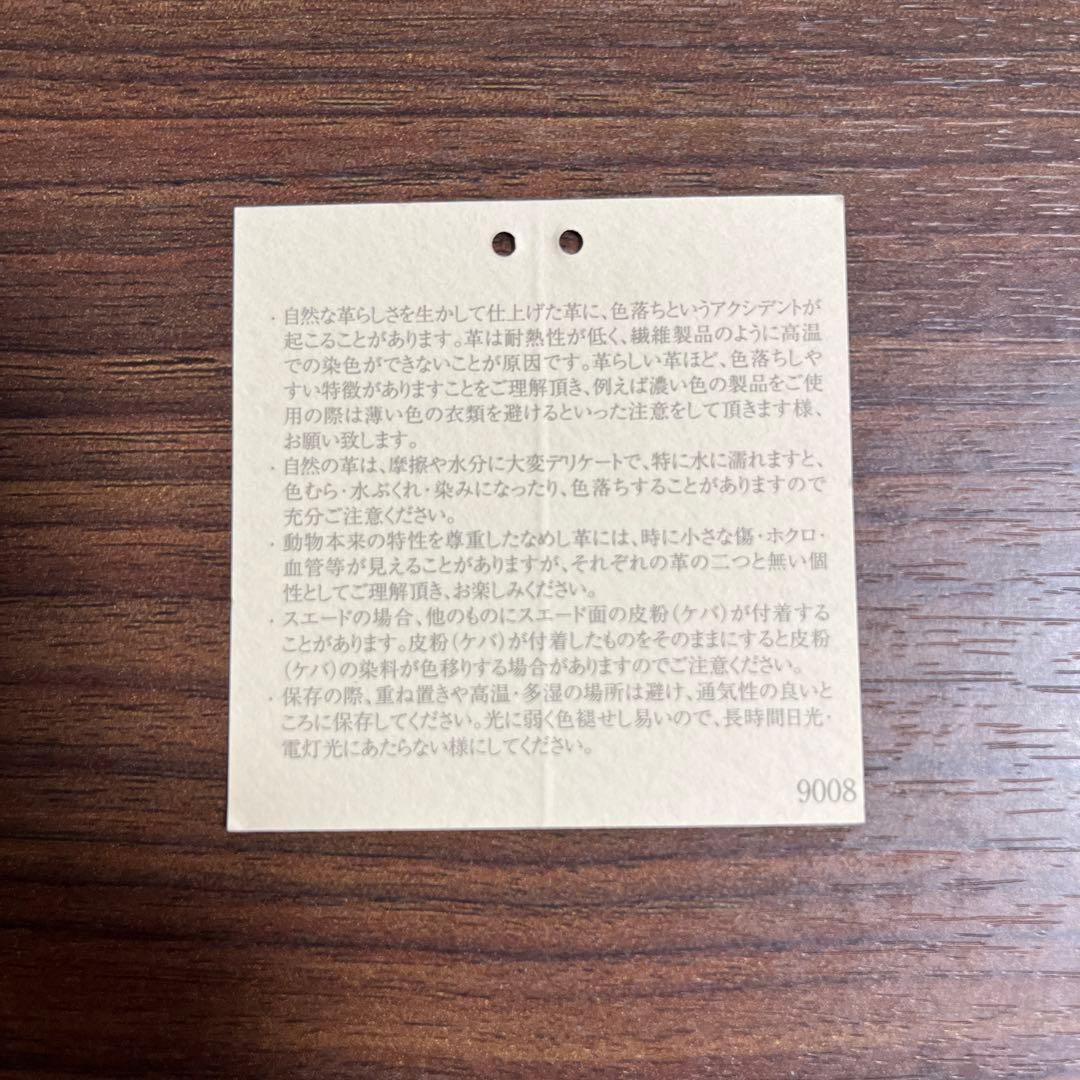 ・自然な革らしさを生かして仕上げた革に、色落ちというアクシデントが
起こることがあります。革は耐熱性が低く、繊維製品のように高温
での染色ができないことが原因です。革らしい革ほど、色落ちしや
すい特徴がありますことをご理解頂き、例えば濃い色の製品をご使
用の際は薄い色の衣類を避けるといった注意をして頂きます様、
お願い致します。
・自然の革は、摩擦や水分に大変デリケートで、特に水に濡れますと、
色むら・水ぶくれ・染みになったり、色落ちすることがありますので
充分ご注意ください。
・動物本来の特性を尊重したなめし革には、時に小さな傷・ホクロ・
血管等が見えることがありますが、それぞれの革の二つと無い個
性としてご理解頂き、お楽しみください。
・スエードの場合、他のものにスエード面の皮粉（ケバ）が付着する
ことがあります。皮粉（ケバ）が付着したものをそのままにすると皮粉
（ケバ）の染料が色移りする場合がありますのでご注意ください。
・保存の際、重ね置きや高温・多湿の場所は避け、通気性の良いと
ころに保存してください。光に弱く色褪せし易いので、長時間日光・
電灯光にあたらない様にしてください。
9008